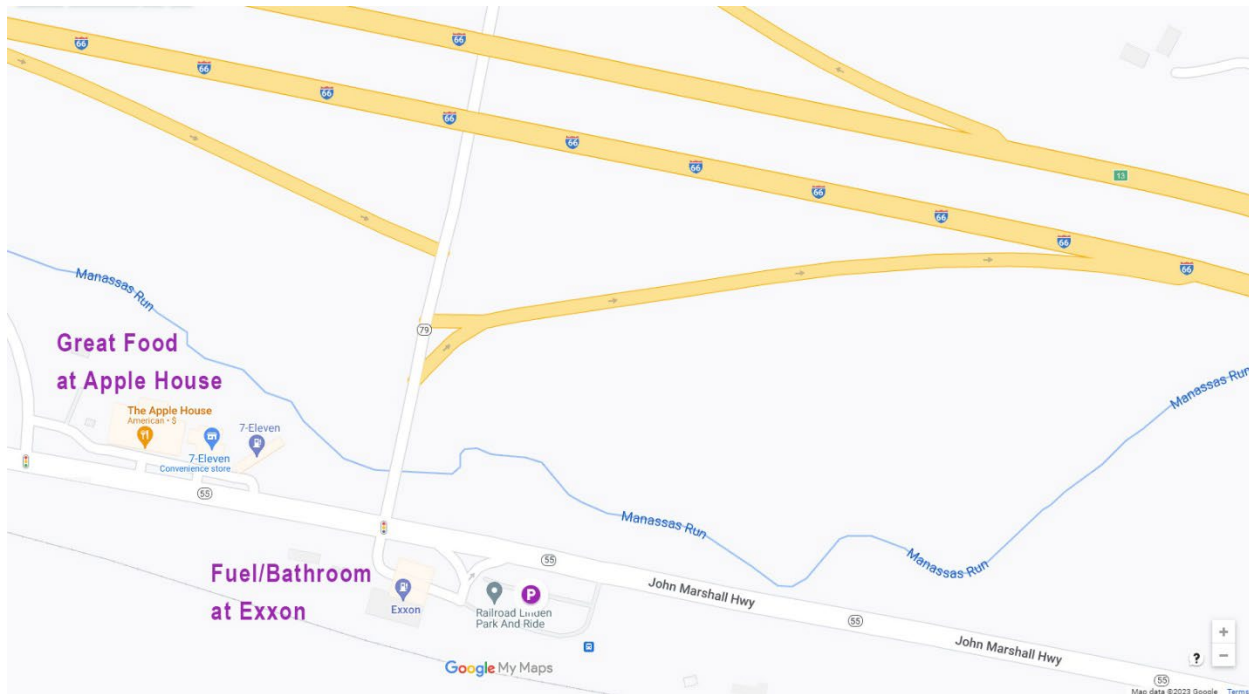 66
66
66
66
66
66
66
66
66
66
66
13
79
Manassas Run
Great Food
at Apple House
The Apple House
American • $
7-Eleven
7-Eleven
Convenience store
55
Manassas Run
Manassas Run
Manassas Run
Fuel/Bathroom
at Exxon
Exxon
P
Railroad Linden
Park And Ride
55
John Marshall Hwy
55
John Marshall Hwy
55
Google My Maps
+
−
?
Map data ©2023 Google Terms